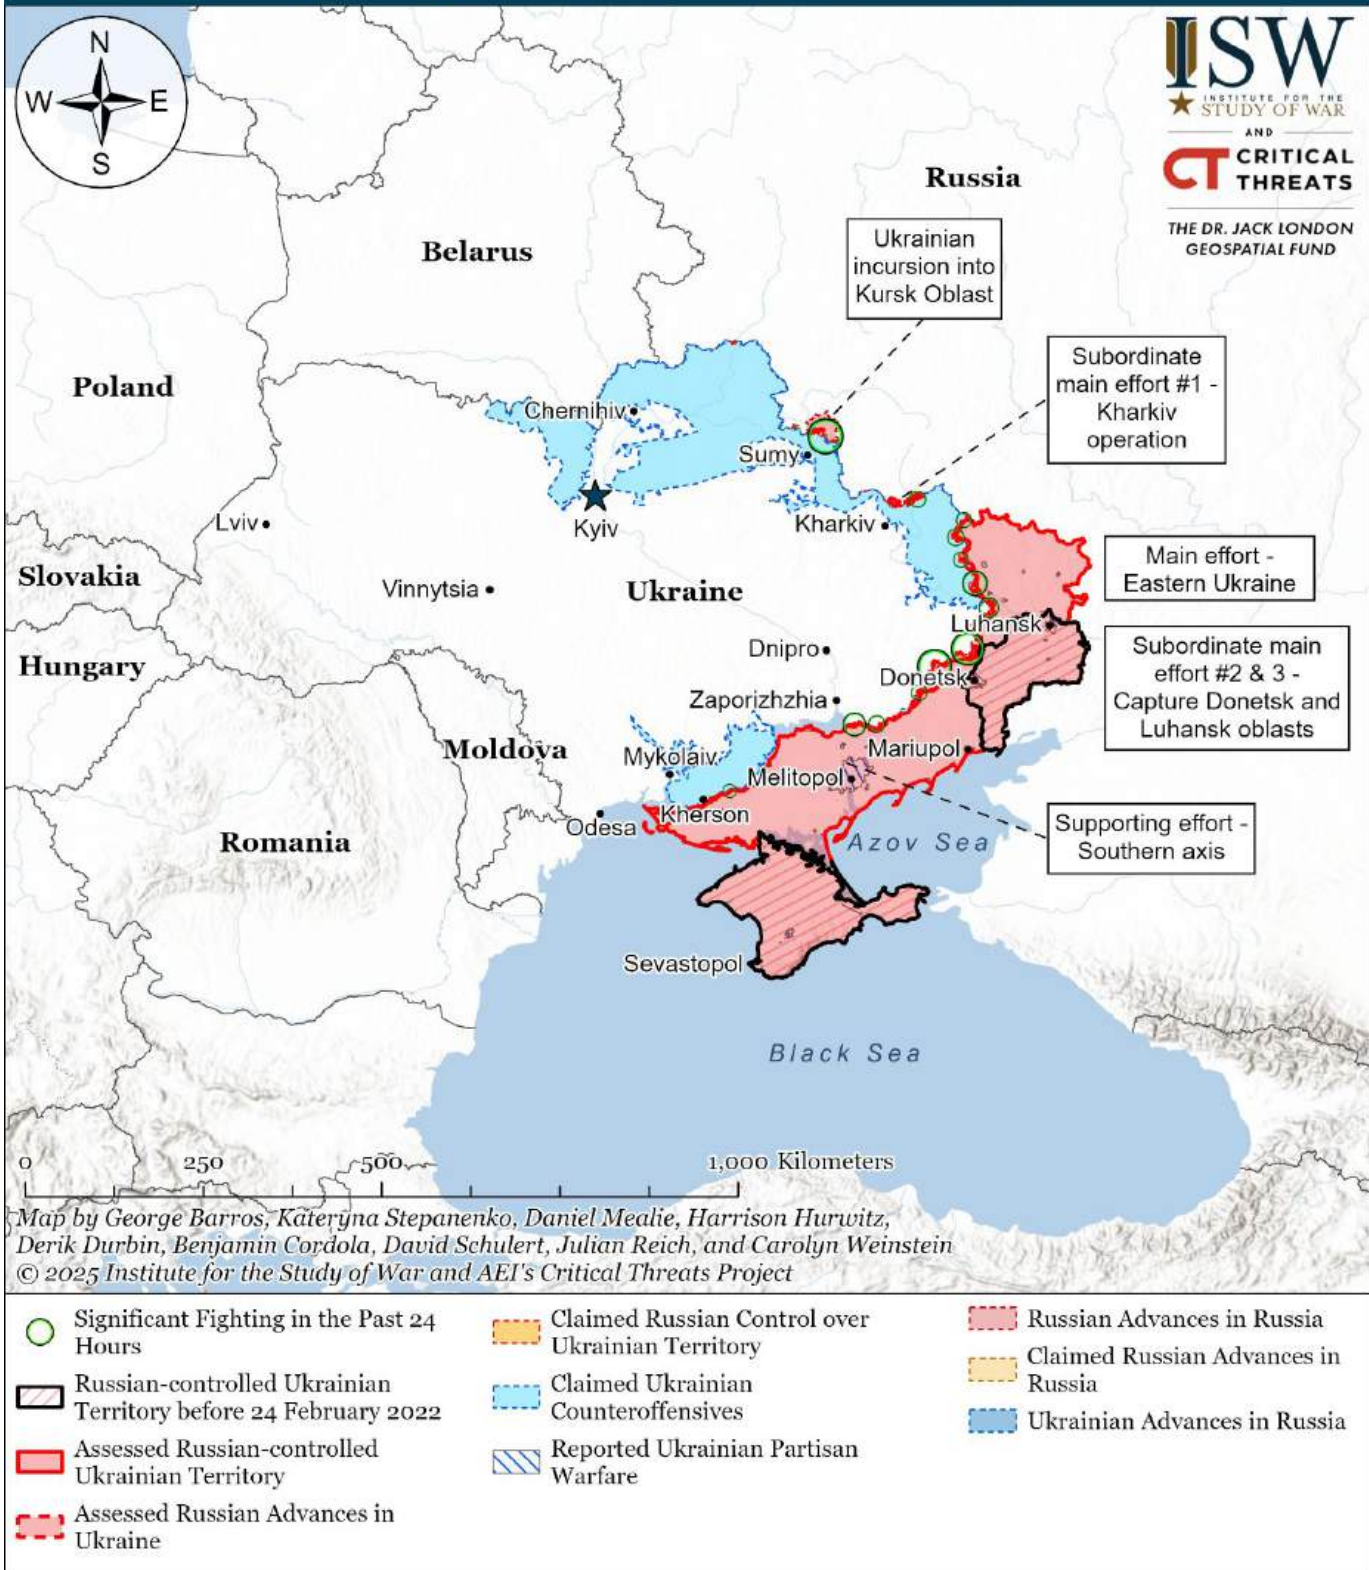 N
W
E
S
ISW
INSTITUTE FOR THE
STUDY OF WAR
AND
CT CRITICAL
THREATS
THE DR. JACK LONDON
GEOSPATIAL FUND
Russia
Ukrainian
incursion into
Kursk Oblast
Belarus
Subordinate
main effort #1 -
Kharkiv
operation
Poland
Chernihiv
Sumy
Kyiv
Lviv
Kharkiv
Main effort -
Eastern Ukraine
Slovakia
Vinnytsia
Ukraine
Luhansk
Subordinate main
effort #2 & 3 -
Capture Donetsk and
Luhansk oblasts
Hungary
Dnipro
Donetsk
Zaporizhzhia
Moldova
Mykolaiv
Mariupol
Melitopol
Kherson
Odesa
Romania
Azov Sea
Supporting effort -
Southern axis
Sevastopol
Black Sea
0 250 500 1,000 Kilometers
Map by George Barros, Kateryna Stepanenko, Daniel Mealie, Harrison Hurwitz,
Derik Durbin, Benjamin Cordola, David Schulert, Julian Reich, and Carolyn Weinstein
© 2025 Institute for the Study of War and AEI's Critical Threats Project
Significant Fighting in the Past 24
Hours
Russian-controlled Ukrainian
Territory before 24 February 2022
Assessed Russian-controlled
Ukrainian Territory
Assessed Russian Advances in
Ukraine
Claimed Russian Control over
Ukrainian Territory
Claimed Ukrainian
Counteroffensives
Reported Ukrainian Partisan
Warfare
Russian Advances in Russia
Claimed Russian Advances in
Russia
Ukrainian Advances in Russia